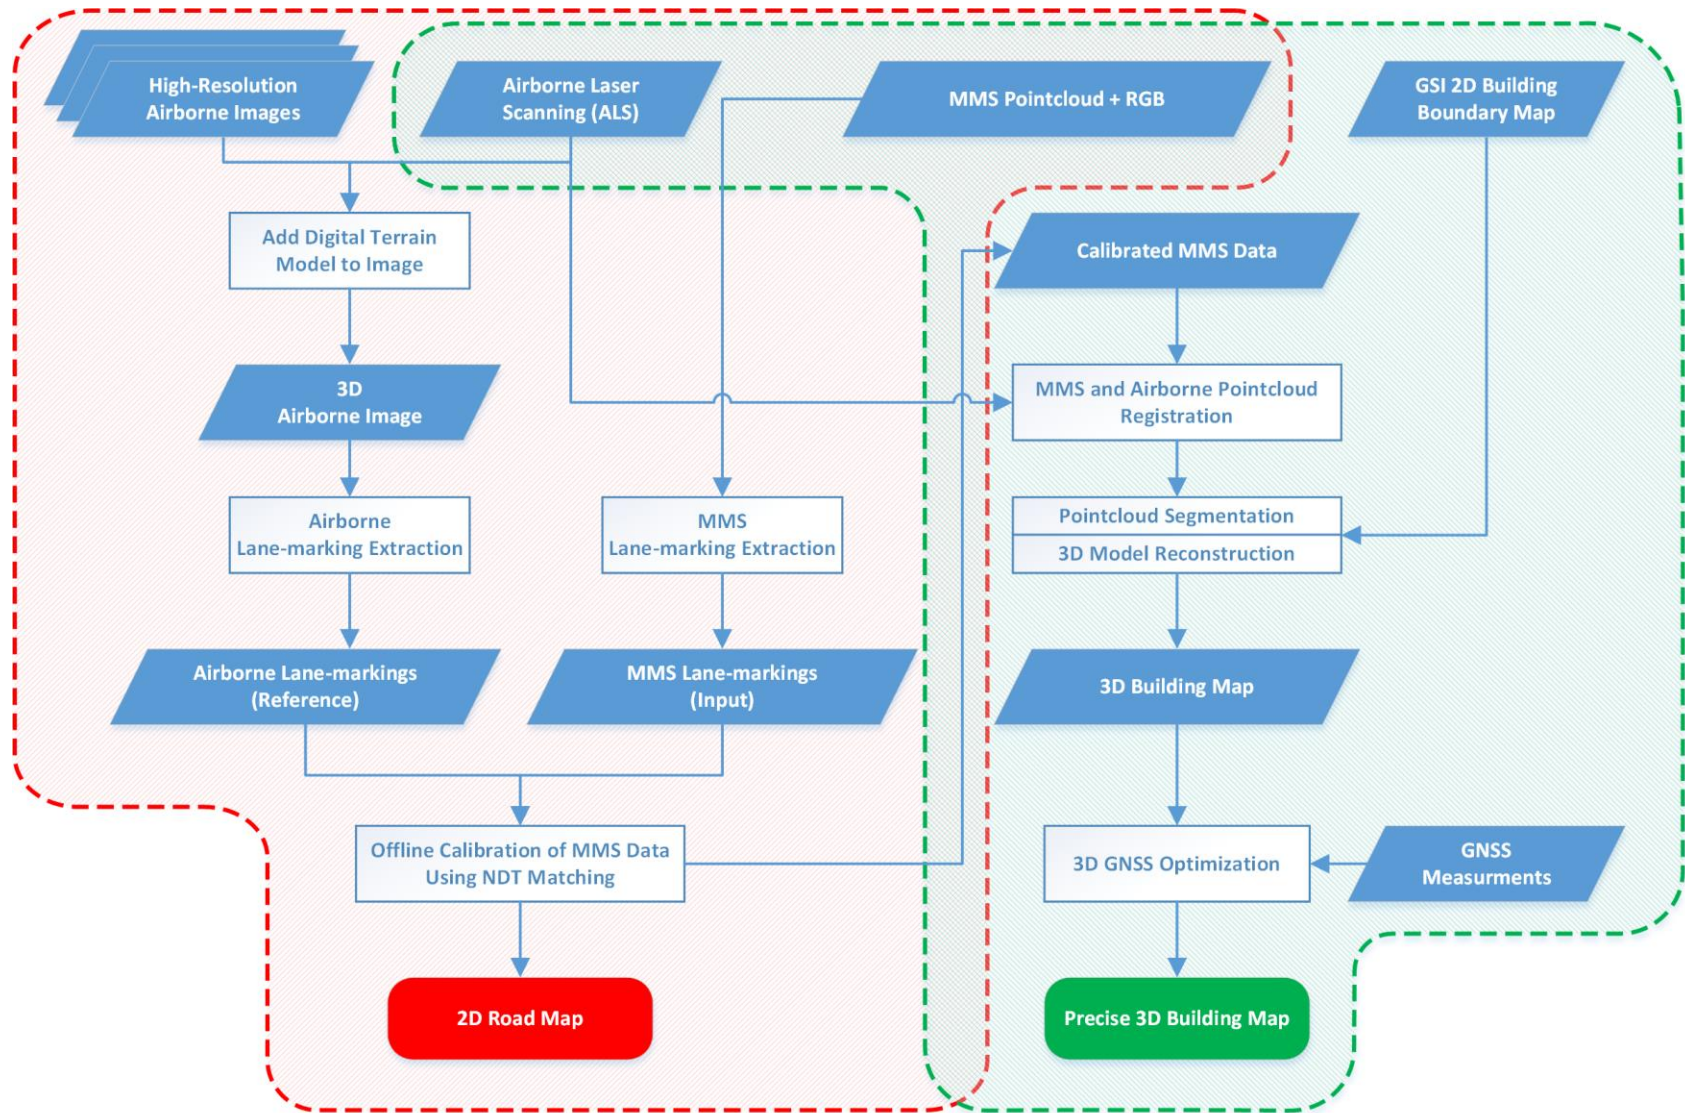 High-Resolution
Airborne Images
Airborne Laser
Scanning (ALS)
MMS Pointcloud + RGB
GSI 2D Building
Boundary Map
Add Digital Terrain
Model to Image
Calibrated MMS Data
3D
Airborne Image
MMS and Airborne Pointcloud
Registration
Airborne
Lane-marking Extraction
MMS
Lane-marking Extraction
Pointcloud Segmentation
3D Model Reconstruction
Airborne Lane-markings
(Reference)
MMS Lane-markings
(Input)
3D Building Map
Offline Calibration of MMS Data
Using NDT Matching
3D GNSS Optimization
GNSS
Measurments
2D Road Map
Precise 3D Building Map